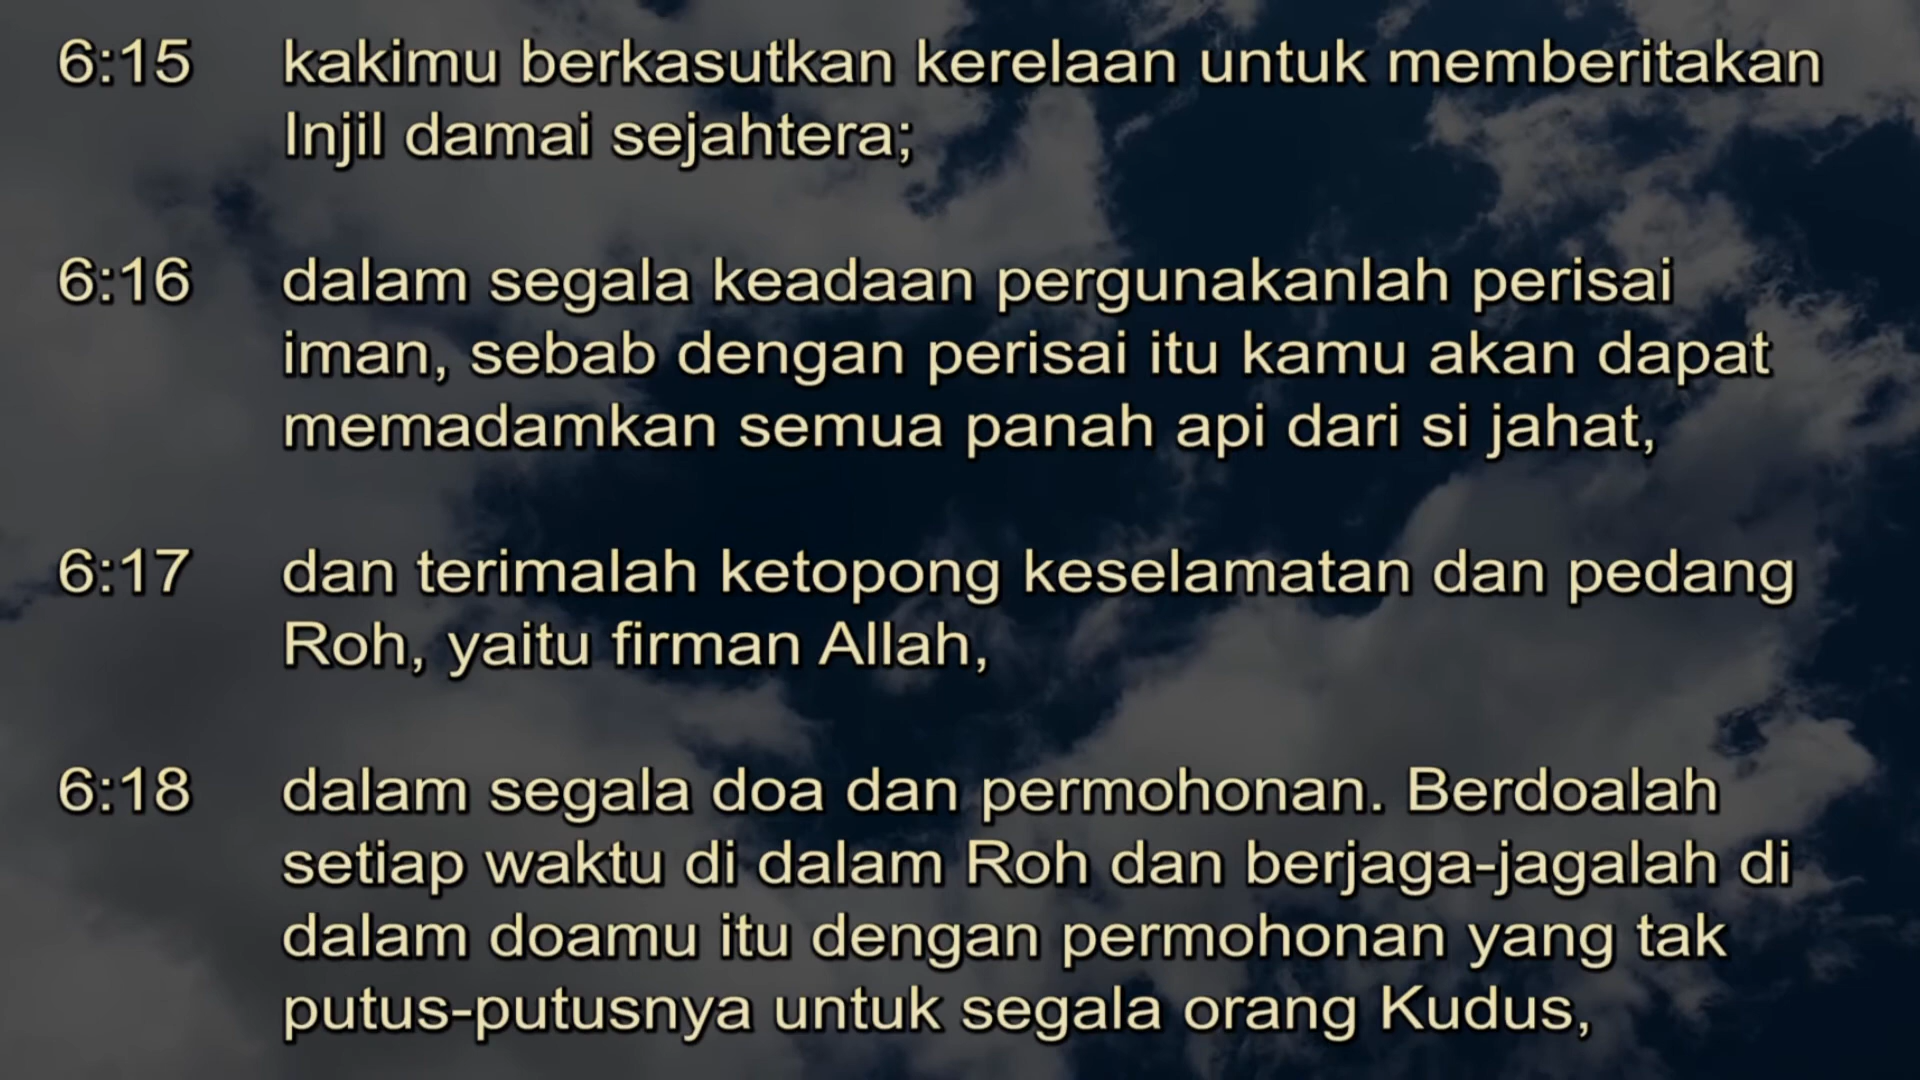 6:15 kakimu berkasutkan kerelaan untuk memberitakan
Injil damai sejahtera;
6:16 dalam segala keadaan pergunakanlah perisai
iman, sebab dengan perisai itu kamu akan dapat
memadamkan semua panah api dari si jahat,
6:17 dan terimalah ketopong keselamatan dan pedang
Roh, yaitu firman Allah,
6:18 dalam segala doa dan permohonan. Berdoalah
setiap waktu di dalam Roh dan berjaga-jagalah di
dalam doamu itu dengan permohonan yang tak
putus-putusnya untuk segala orang Kudus,